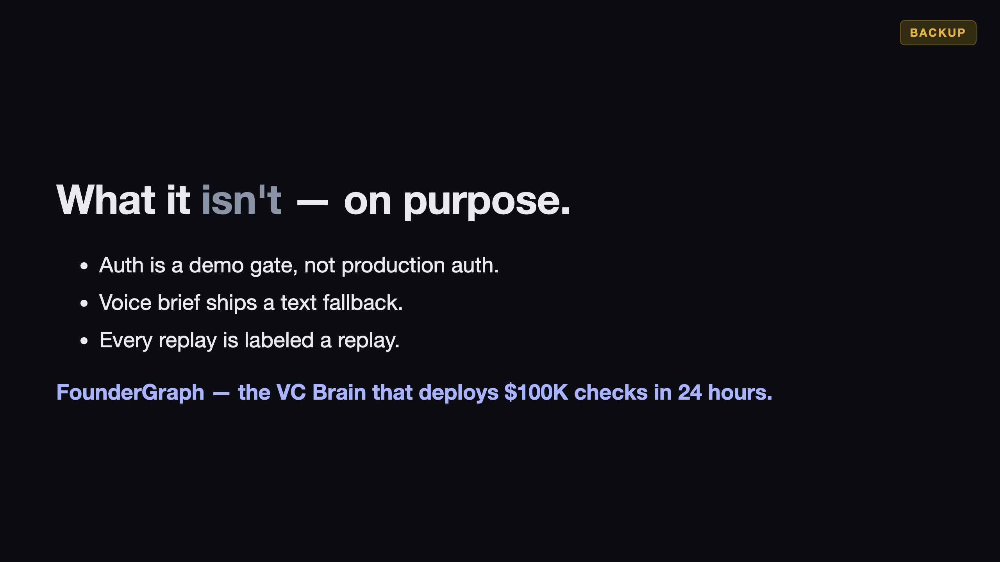 BACKUP
What it isn't — on purpose.
• Auth is a demo gate, not production auth.
• Voice brief ships a text fallback.
• Every replay is labeled a replay.
FounderGraph — the VC Brain that deploys $100K checks in 24 hours.